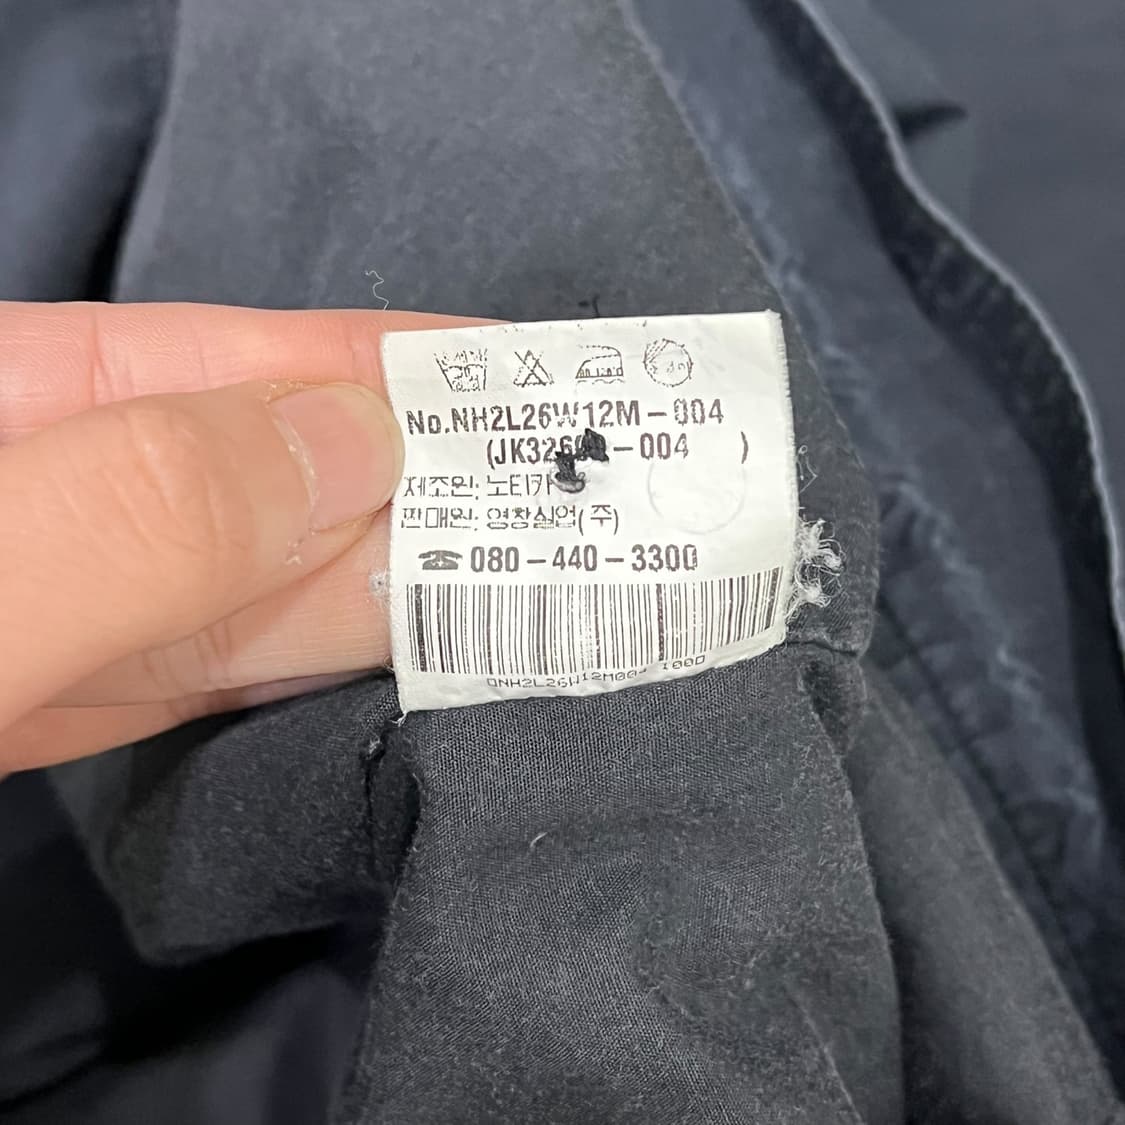 No.NH2L26W12M-004
(JK32 -004 )
제조원: 노티카
판매원: 영창실업(주)
☎ 080-440-3300